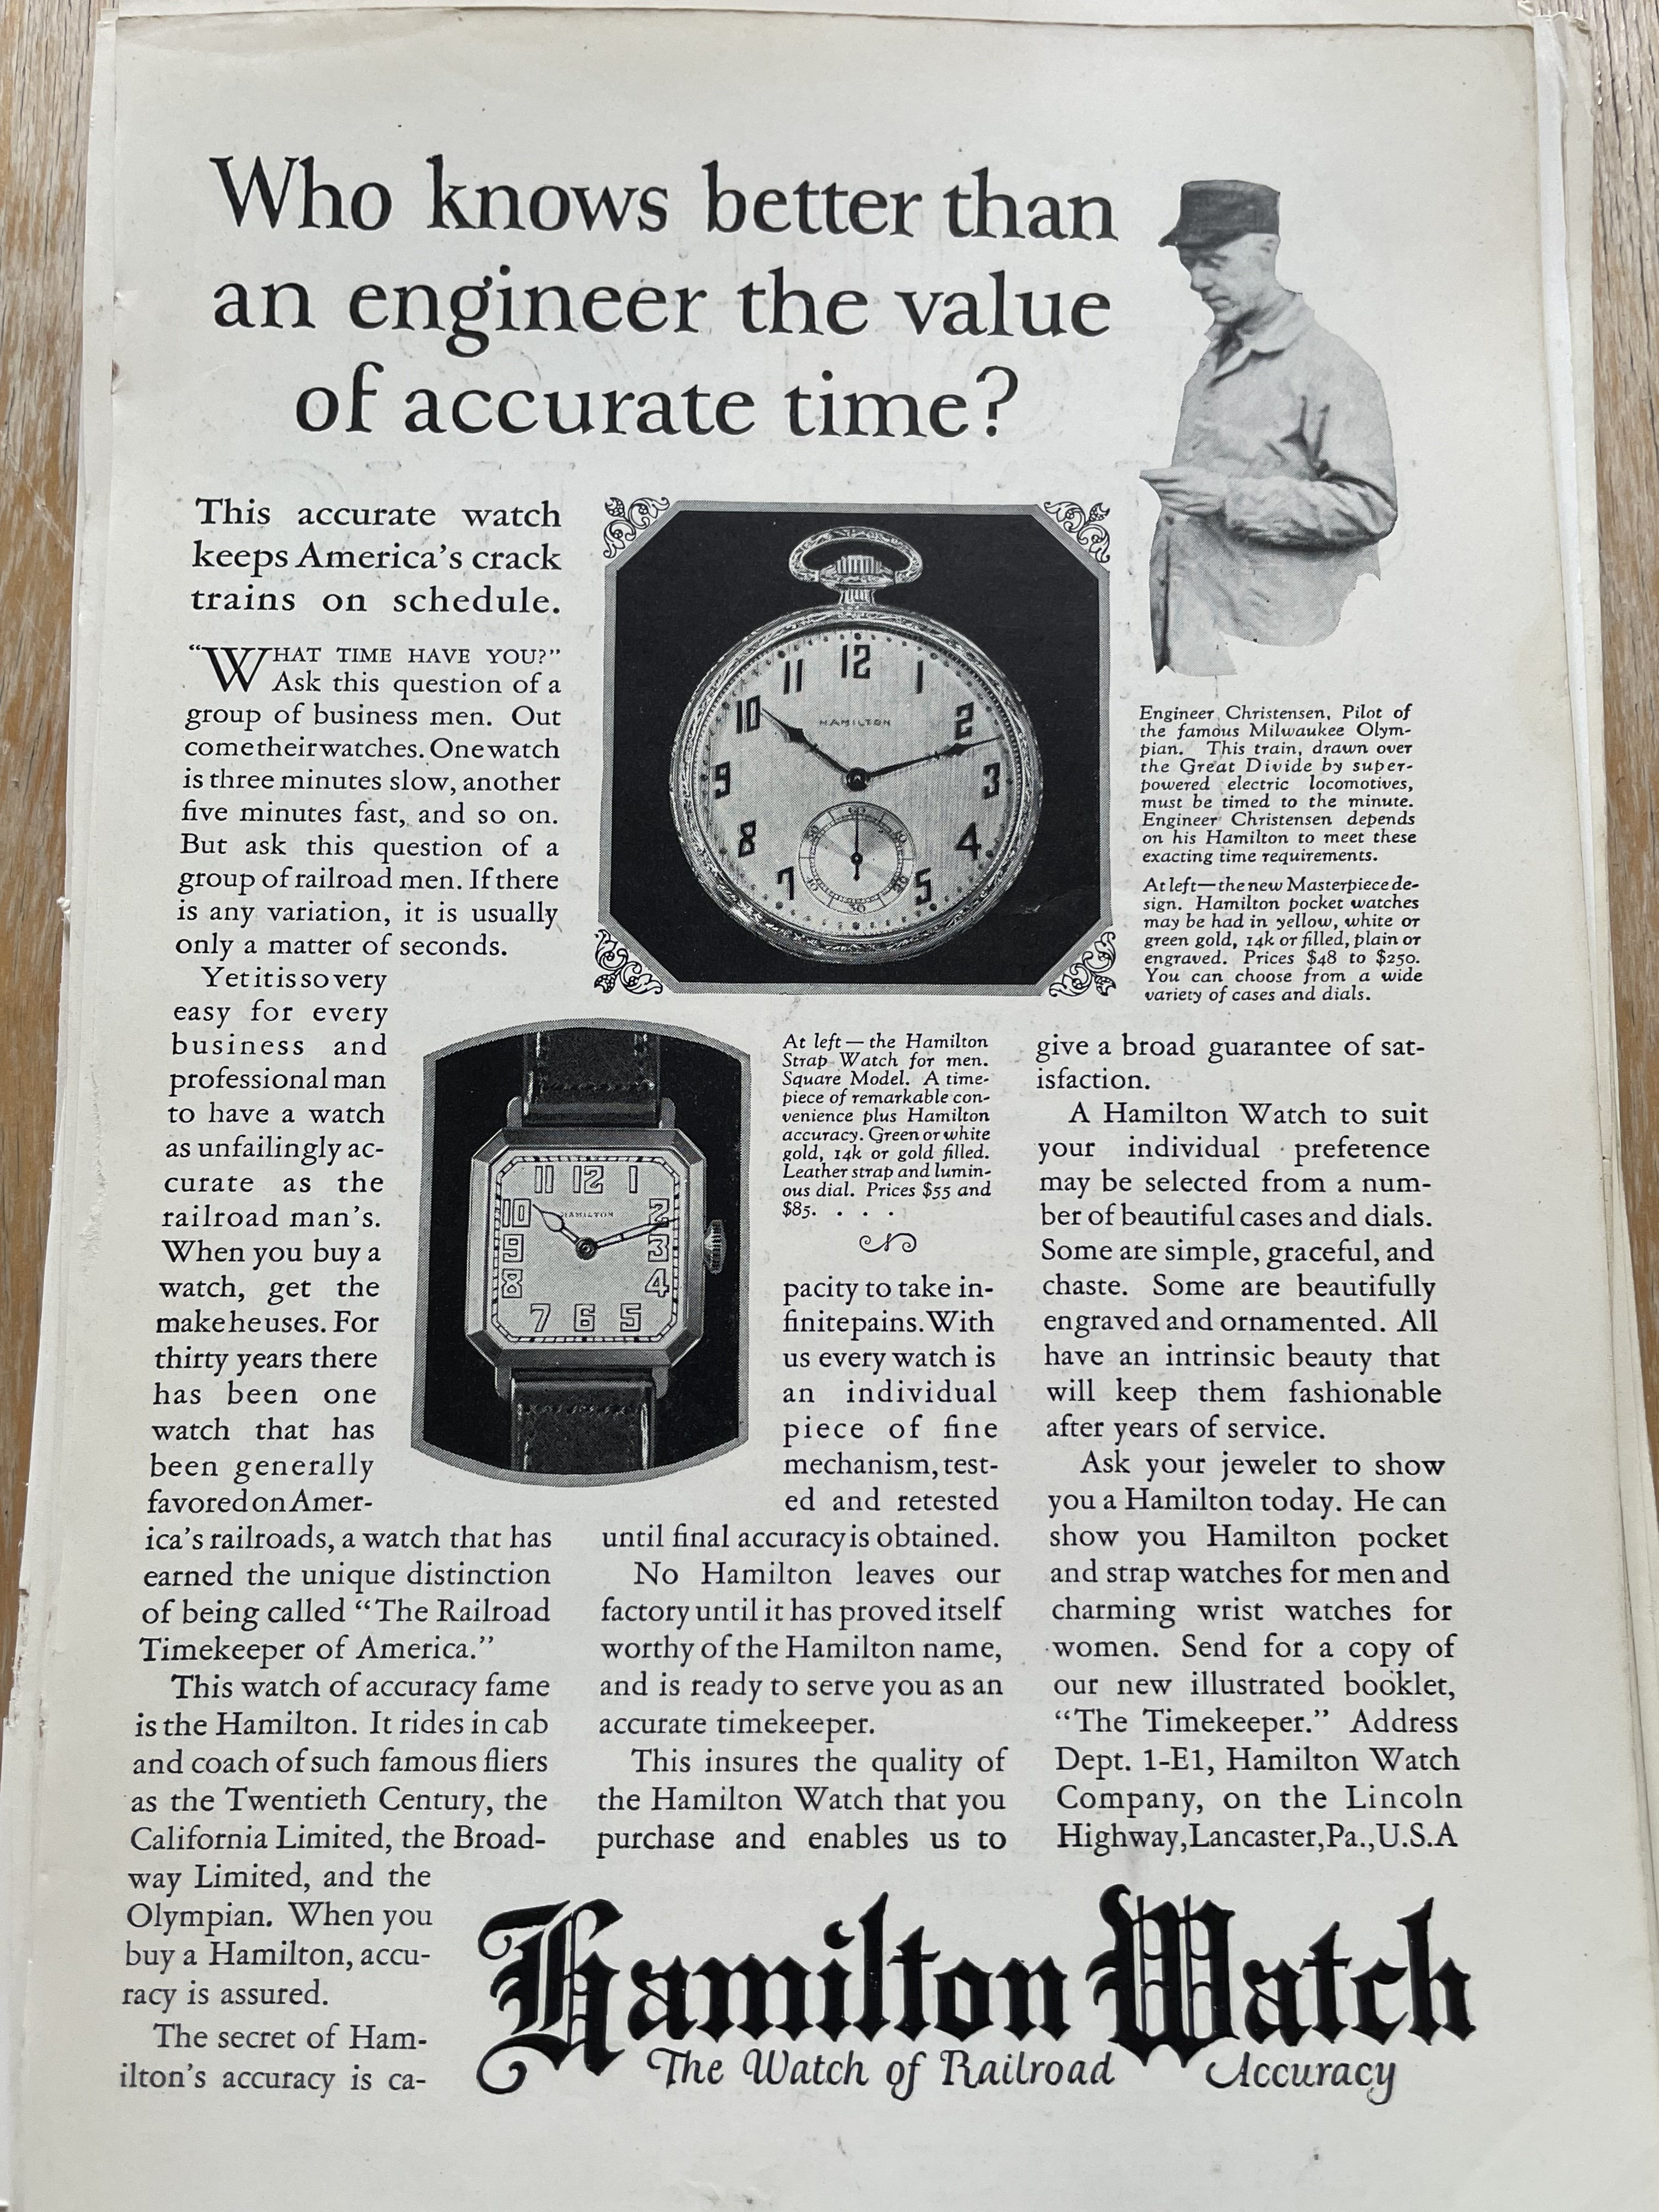 Who knows better than
an engineer the value
of accurate time?
This accurate watch
keeps America's crack
trains on schedule.
“WHAT TIME HAVE YOU?”
Ask this question of a
group of business men. Out
come their watches. One watch
is three minutes slow, another
five minutes fast, and so on.
But ask this question of a
group of railroad men. If there
is any variation, it is usually
only a matter of seconds.
Yet it is so very
easy for every
business and
professional man
to have a watch
as unfailingly ac-
curate as the
railroad man's.
When you buy a
watch, get the
make he uses. For
thirty years there
has been one
watch that has
been generally
favored on Amer-
ica's railroads, a watch that has
earned the unique distinction
of being called “The Railroad
Timekeeper of America.”
This watch of accuracy fame
is the Hamilton. It rides in cab
and coach of such famous fliers
as the Twentieth Century, the
California Limited, the Broad-
way Limited, and the
Olympian. When you
buy a Hamilton, accu-
racy is assured.
The secret of Ham-
ilton's accuracy is ca-
11 12 1
10 HAMILTON 2
9 3
8 4
7 5
60
30
Engineer Christensen, Pilot of
the famous Milwaukee Olym-
pian. This train, drawn over
the Great Divide by super-
powered electric locomotives,
must be timed to the minute.
Engineer Christensen depends
on his Hamilton to meet these
exacting time requirements.
At left—the new Masterpiece de-
sign. Hamilton pocket watches
may be had in yellow, white or
green gold, 14k or filled, plain or
engraved. Prices $48 to $250.
You can choose from a wide
variety of cases and dials.
11 12 1
10 HAMILTON 2
9 3
8 4
7 6 5
At left—the Hamilton
Strap Watch for men.
Square Model. A time-
piece of remarkable con-
venience plus Hamilton
accuracy. Green or white
gold, 14k or gold filled.
Leather strap and lumin-
ous dial. Prices $55 and
$85. . . .
pacity to take in-
finite pains. With
us every watch is
an individual
piece of fine
mechanism, test-
ed and retested
until final accuracy is obtained.
No Hamilton leaves our
factory until it has proved itself
worthy of the Hamilton name,
and is ready to serve you as an
accurate timekeeper.
This insures the quality of
the Hamilton Watch that you
purchase and enables us to
give a broad guarantee of sat-
isfaction.
A Hamilton Watch to suit
your individual preference
may be selected from a num-
ber of beautiful cases and dials.
Some are simple, graceful, and
chaste. Some are beautifully
engraved and ornamented. All
have an intrinsic beauty that
will keep them fashionable
after years of service.
Ask your jeweler to show
you a Hamilton today. He can
show you Hamilton pocket
and strap watches for men and
charming wrist watches for
women. Send for a copy of
our new illustrated booklet,
“The Timekeeper.” Address
Dept. 1-E1, Hamilton Watch
Company, on the Lincoln
Highway, Lancaster, Pa., U.S.A
Hamilton Watch
The Watch of Railroad Accuracy